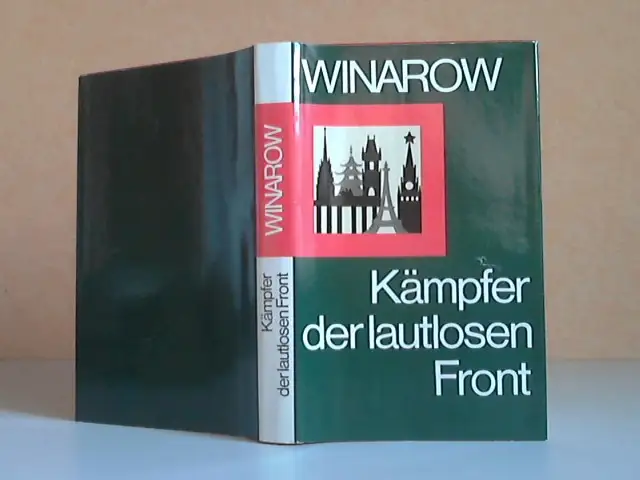 WINAROW
Kämpfer
der lautlosen
Front
WINAROW
Kämpfer
der lautlosen Front